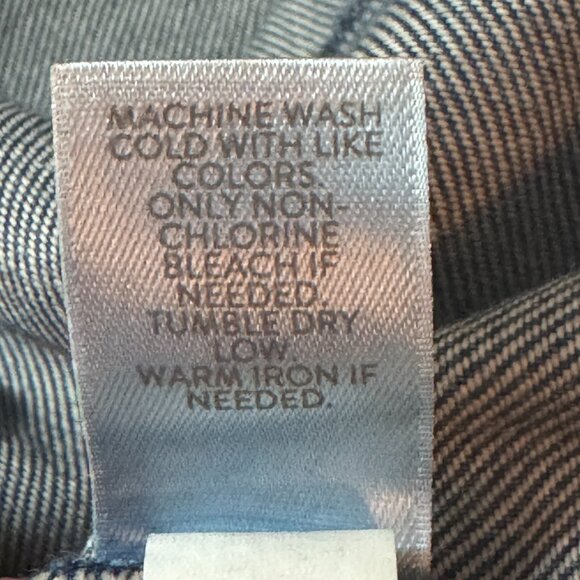 MACHINE WASH
COLD WITH LIKE
COLORS.
ONLY NON-
CHLORINE
BLEACH IF
NEEDED.
TUMBLE DRY
LOW.
WARM IRON IF
NEEDED.